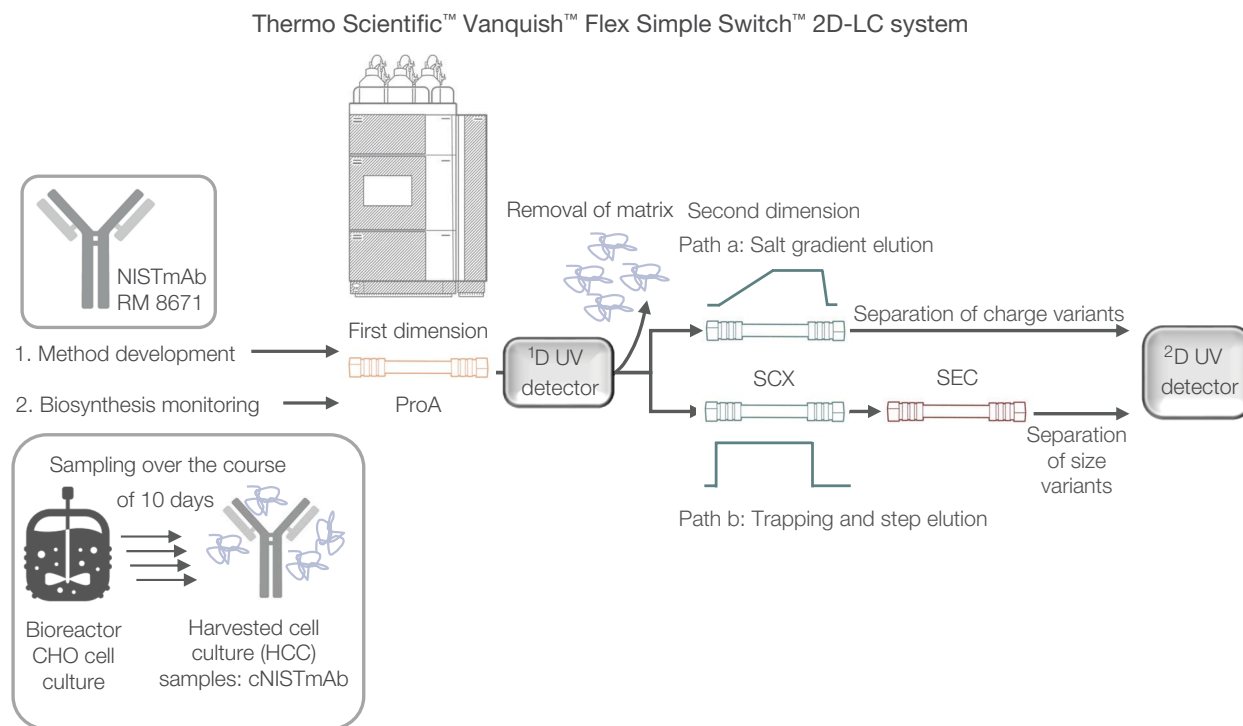 Thermo Scientific™ Vanquish™ Flex Simple Switch™ 2D-LC system
NISTmAb
RM 8671
1. Method development
2. Biosynthesis monitoring
First dimension
ProA
¹D UV
detector
Removal of matrix
Second dimension
Path a: Salt gradient elution
Separation of charge variants
SCX
SEC
²D UV
detector
Separation
of size
variants
Path b: Trapping and step elution
Sampling over the course
of 10 days
Bioreactor
CHO cell
culture
Harvested cell
culture (HCC)
samples: cNISTmAb